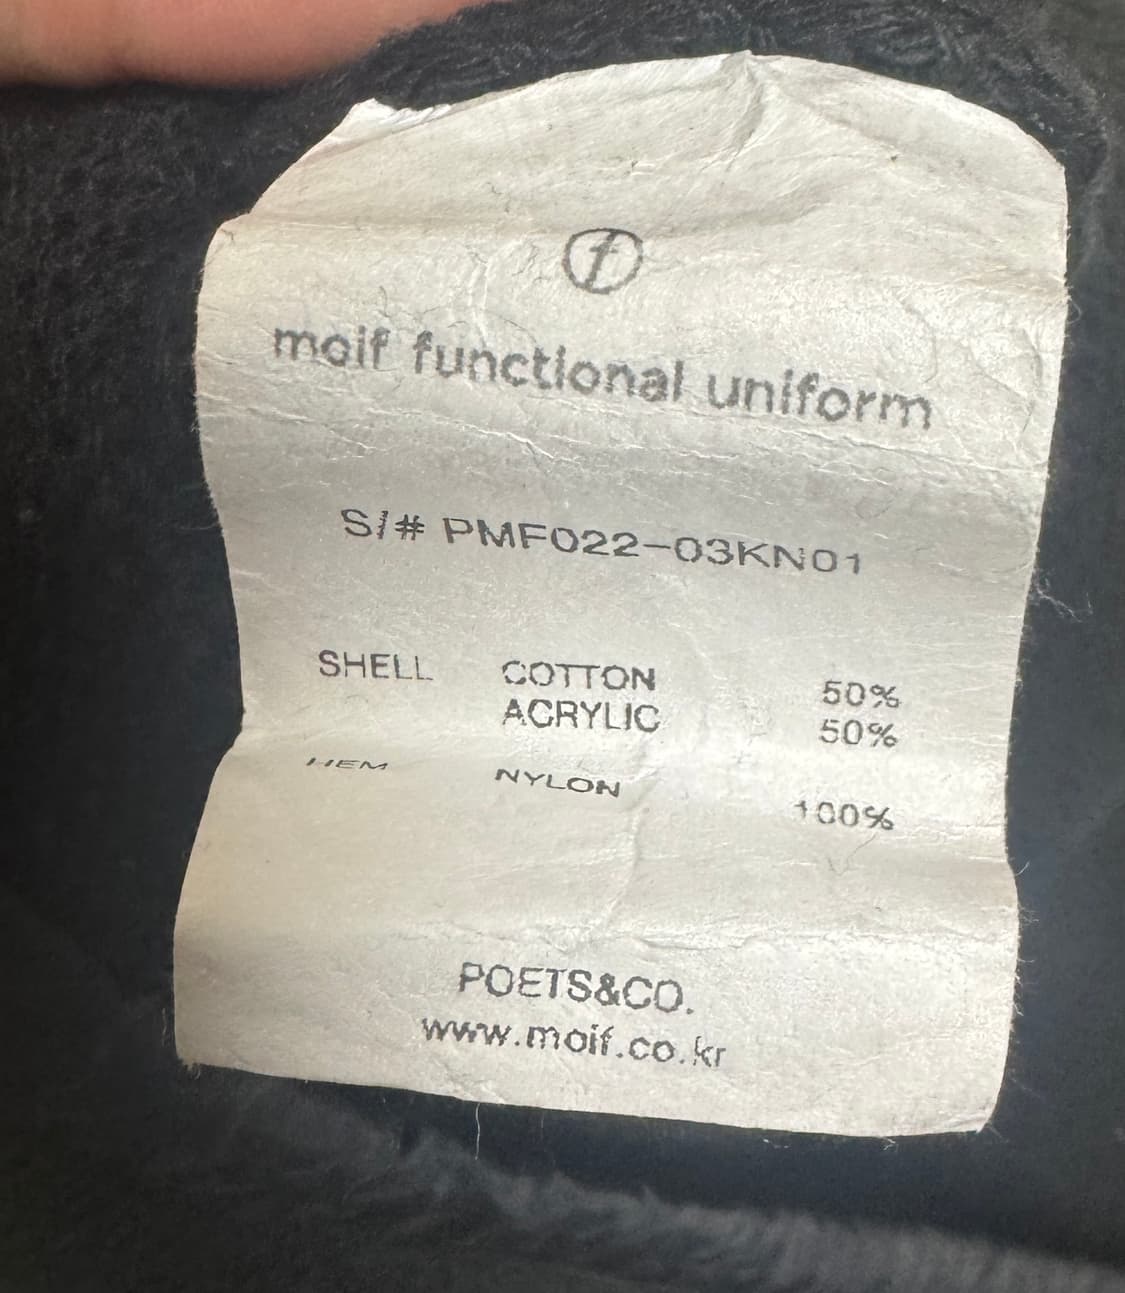 f
moif functional uniform
S/# PMF022-03KN01
SHELL COTTON 50%
ACRYLIC 50%
HEM NYLON 100%
POETS&CO.
www.moif.co.kr